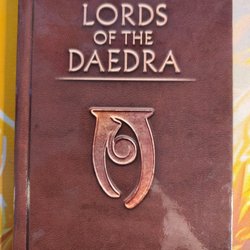 LORDS
OF THE
DAEDRA